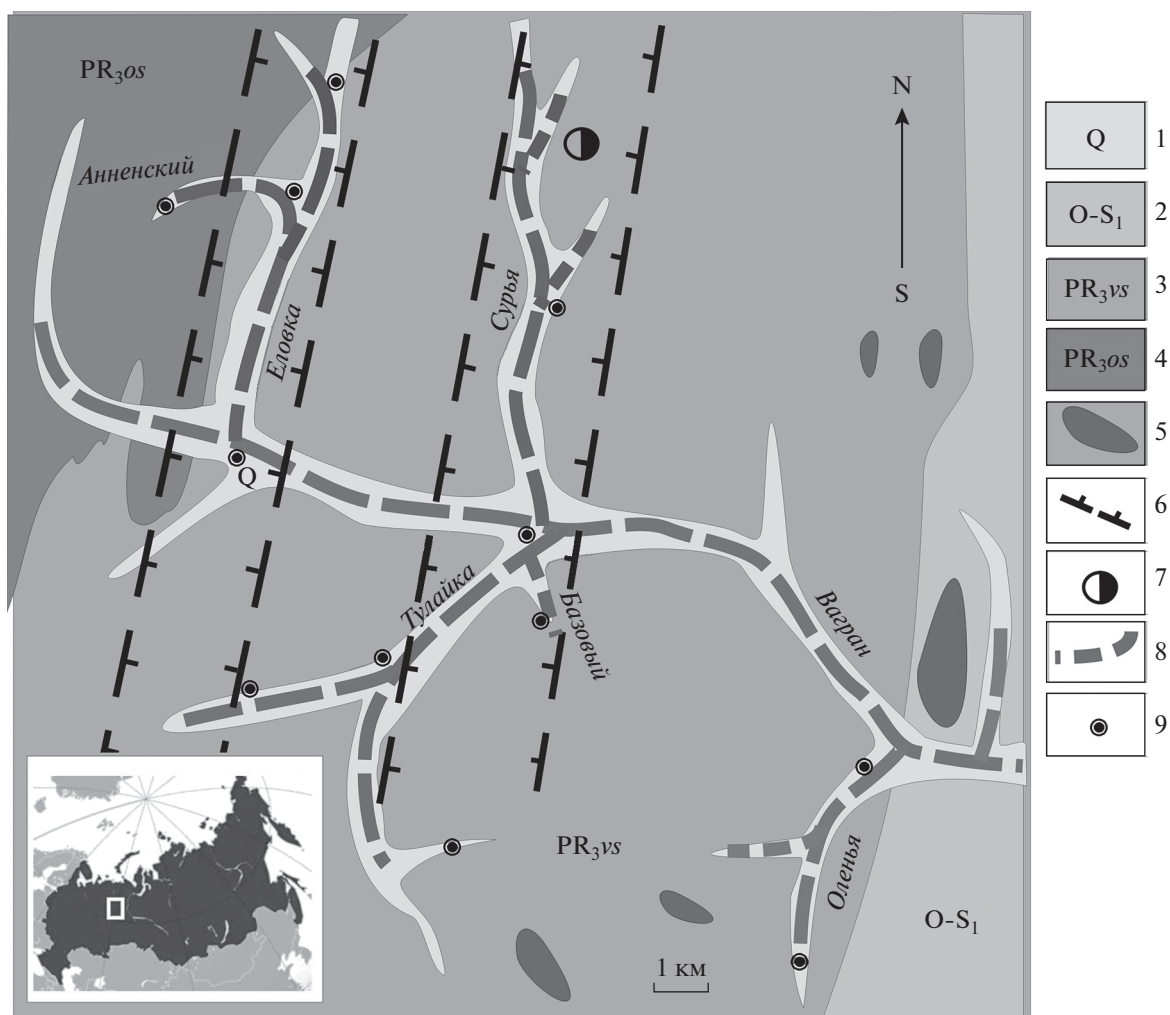 PR₃os
N
Q 1
Анненский
O-S₁ 2
Сурья
S
PR₃vs 3
Еловка
PR₃os 4
5
Q
6
Тулайка
Базовый
Вагран
7
8
9
PR₃vs
Оленья
O-S₁
1 км